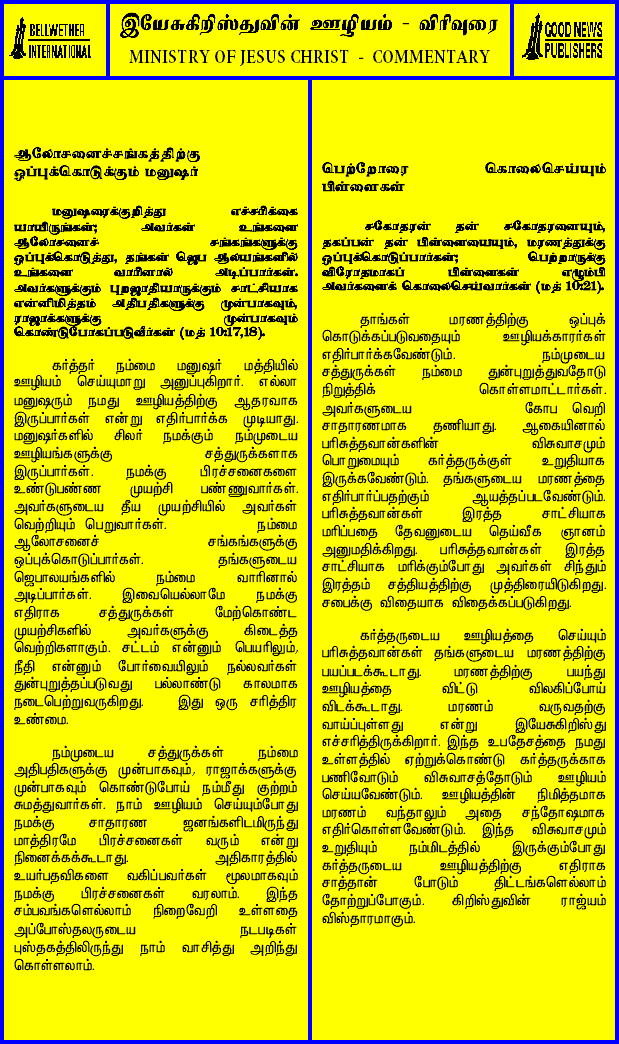 BELLWETHER
INTERNATIONAL
இயேசுகிறிஸ்துவின் ஊழியம் - விரிவுரை
MINISTRY OF JESUS CHRIST - COMMENTARY
GOOD NEWS
PUBLISHERS
ஆலோசனைச்சங்கத்திற்கு
ஒப்புக்கொடுக்கும் மனுஷர்
மனுஷரைக்குறித்து எச்சரிக்கை
யாயிருங்கள்; அவர்கள் உங்களை
ஆலோசனைச் சங்கங்களுக்கு
ஒப்புக்கொடுத்து, தங்கள் ஜெப ஆலயங்களில்
உங்களை வாரினால் அடிப்பார்கள்.
அவர்களுக்கும் புறஜாதியாருக்கும் சாட்சியாக
என்னிமித்தம் அதிபதிகளுக்கு முன்பாகவும்,
ராஜாக்களுக்கு முன்பாகவும்
கொண்டுபோகப்படுவீர்கள் (மத் 10:17,18).
கர்த்தர் நம்மை மனுஷர் மத்தியில்
ஊழியம் செய்யுமாறு அனுப்புகிறார். எல்லா
மனுஷரும் நமது ஊழியத்திற்கு ஆதரவாக
இருப்பார்கள் என்று எதிர்பார்க்க முடியாது.
மனுஷர்களில் சிலர் நமக்கும் நம்முடைய
ஊழியங்களுக்கு சத்துருக்களாக
இருப்பார்கள். நமக்கு பிரச்சனைகளை
உண்டுபண்ண முயற்சி பண்ணுவார்கள்.
அவர்களுடைய தீய முயற்சியில் அவர்கள்
வெற்றியும் பெறுவார்கள். நம்மை
ஆலோசனைச் சங்கங்களுக்கு
ஒப்புக்கொடுப்பார்கள். தங்களுடைய
ஜெபாலயங்களில் நம்மை வாரினால்
அடிப்பார்கள். இவையெல்லாமே நமக்கு
எதிராக சத்துருக்கள் மேற்கொண்ட
முயற்சிகளில் அவர்களுக்கு கிடைத்த
வெற்றிகளாகும். சட்டம் என்னும் பெயரிலும்,
நீதி என்னும் போர்வையிலும் நல்லவர்கள்
துன்புறுத்தப்படுவது பல்லாண்டு காலமாக
நடைபெற்றுவருகிறது. இது ஒரு சரித்திர
உண்மை.
நம்முடைய சத்துருக்கள் நம்மை
அதிபதிகளுக்கு முன்பாகவும், ராஜாக்களுக்கு
முன்பாகவும் கொண்டுபோய் நம்மீது குற்றம்
சுமத்துவார்கள். நாம் ஊழியம் செய்யும்போது
நமக்கு சாதாரண ஜனங்களிடமிருந்து
மாத்திரமே பிரச்சனைகள் வரும் என்று
நினைக்கக்கூடாது. அதிகாரத்தில்
உயர்பதவிகளை வகிப்பவர்கள் மூலமாகவும்
நமக்கு பிரச்சனைகள் வரலாம். இந்த
சம்பவங்களெல்லாம் நிறைவேறி உள்ளதை
அப்போஸ்தலருடைய நடபடிகள்
புஸ்தகத்திலிருந்து நாம் வாசித்து அறிந்து
கொள்ளலாம்.
பெற்றோரை கொலைசெய்யும்
பிள்ளைகள்
சகோதரன் தன் சகோதரனையும்,
தகப்பன் தன் பிள்ளையையும், மரணத்துக்கு
ஒப்புக்கொடுப்பார்கள்; பெற்றாருக்கு
விரோதமாகப் பிள்ளைகள் எழும்பி
அவர்களைக் கொலைசெய்வார்கள் (மத் 10:21).
தாங்கள் மரணத்திற்கு ஒப்புக்
கொடுக்கப்படுவதையும் ஊழியக்காரர்கள்
எதிர்பார்க்கவேண்டும். நம்முடைய
சத்துருக்கள் நம்மை துன்புறுத்துவதோடு
நிறுத்திக் கொள்ளமாட்டார்கள்.
அவர்களுடைய கோப வெறி
சாதாரணமாக தணியாது. ஆகையினால்
பரிசுத்தவான்களின் விசுவாசமும்
பொறுமையும் கர்த்தருக்குள் உறுதியாக
இருக்கவேண்டும். தங்களுடைய மரணத்தை
எதிர்பார்ப்பதற்கும் ஆயத்தப்படவேண்டும்.
பரிசுத்தவான்கள் இரத்த சாட்சியாக
மரிப்பதை தேவனுடைய தெய்வீக ஞானம்
அனுமதிக்கிறது. பரிசுத்தவான்கள் இரத்த
சாட்சியாக மரிக்கும்போது அவர்கள் சிந்தும்
இரத்தம் சத்தியத்திற்கு முத்திரையிடுகிறது.
சபைக்கு விதையாக விதைக்கப்படுகிறது.
கர்த்தருடைய ஊழியத்தை செய்யும்
பரிசுத்தவான்கள் தங்களுடைய மரணத்திற்கு
பயப்படக்கூடாது. மரணத்திற்கு பயந்து
ஊழியத்தை விட்டு விலகிப்போய்
விடக்கூடாது. மரணம் வருவதற்கு
வாய்ப்புள்ளது என்று இயேசுகிறிஸ்து
எச்சரித்திருக்கிறார். இந்த உபதேசத்தை நமது
உள்ளத்தில் ஏற்றுக்கொண்டு கர்த்தருக்காக
பணிவோடும் விசுவாசத்தோடும் ஊழியம்
செய்யவேண்டும். ஊழியத்தின் நிமித்தமாக
மரணம் வந்தாலும் அதை சந்தோஷமாக
எதிர்கொள்ளவேண்டும். இந்த விசுவாசமும்
உறுதியும் நம்மிடத்தில் இருக்கும்போது
கர்த்தருடைய ஊழியத்திற்கு எதிராக
சாத்தான் போடும் திட்டங்களெல்லாம்
தோற்றுப்போகும். கிறிஸ்துவின் ராஜ்யம்
விஸ்தாரமாகும்.